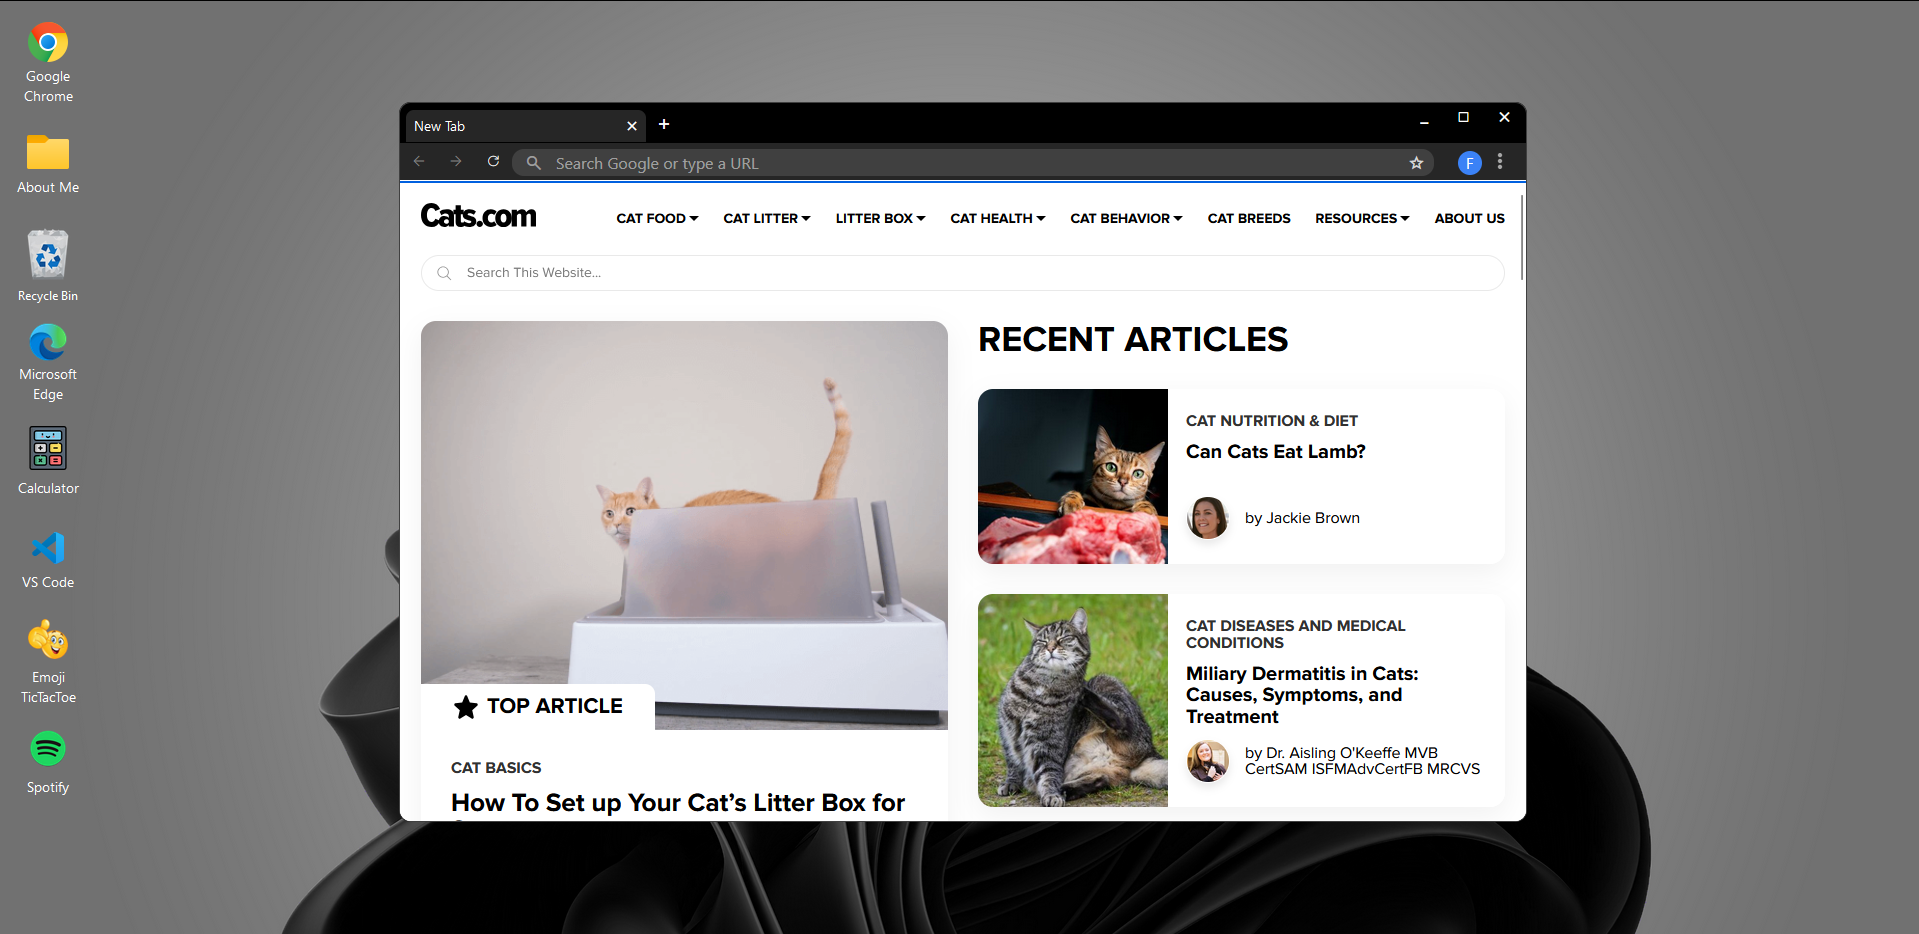 Google
Chrome
About Me
Recycle Bin
Microsoft
Edge
Calculator
VS Code
Emoji
TicTacToe
Spotify
New Tab
Search Google or type a URL
F
Cats.com
CAT FOOD
CAT LITTER
LITTER BOX
CAT HEALTH
CAT BEHAVIOR
CAT BREEDS
RESOURCES
ABOUT US
Search This Website...
TOP ARTICLE
CAT BASICS
How To Set up Your Cat’s Litter Box for
RECENT ARTICLES
CAT NUTRITION & DIET
Can Cats Eat Lamb?
by Jackie Brown
CAT DISEASES AND MEDICAL
CONDITIONS
Miliary Dermatitis in Cats:
Causes, Symptoms, and
Treatment
by Dr. Aisling O'Keeffe MVB
CertSAM ISFMAdvCertFB MRCVS